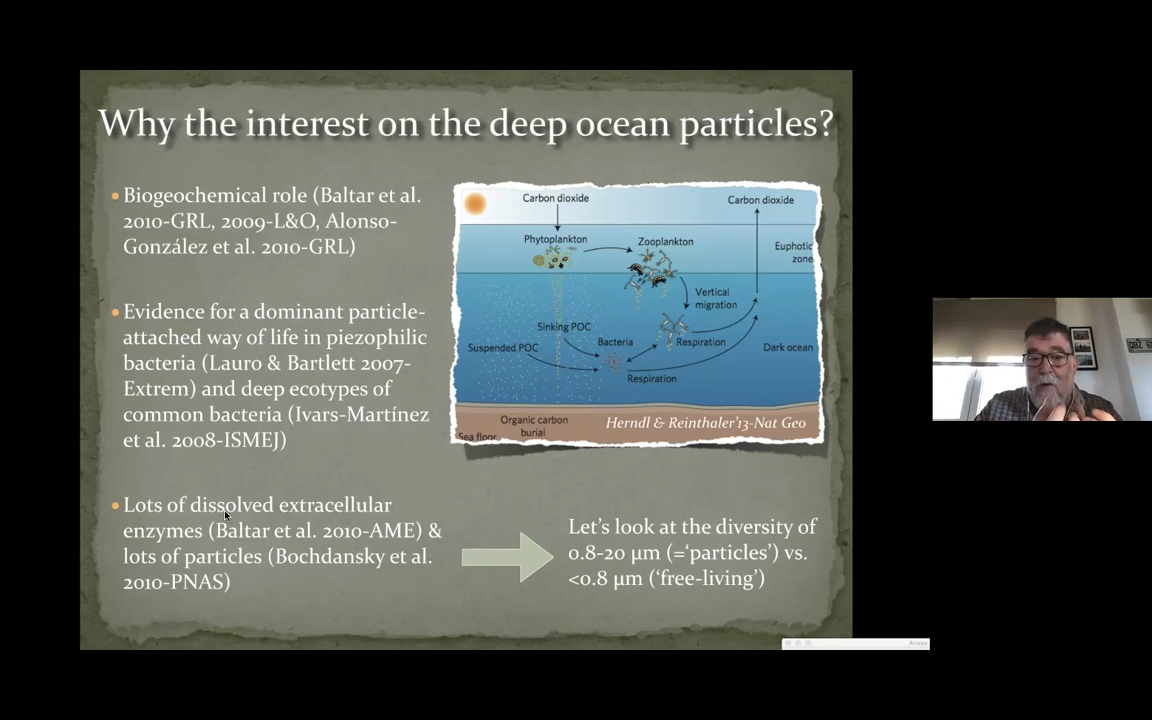 Why the interest on the deep ocean particles?
Biogeochemical role (Baltar et al.
2010-GRL, 2009-L&O, Alonso-
González et al. 2010-GRL)
Evidence for a dominant particle-
attached way of life in piezophilic
bacteria (Lauro & Bartlett 2007-
Extrem) and deep ecotypes of
common bacteria (Ivars-Martínez
et al. 2008-ISMEJ)
Lots of dissolved extracellular
enzymes (Baltar et al. 2010-AME) &
lots of particles (Bochdansky et al.
2010-PNAS)
Carbon dioxide
Carbon dioxide
Phytoplankton
Zooplankton
Euphotic
zone
Vertical
migration
Sinking POC
Suspended POC
Bacteria
Respiration
Dark ocean
Respiration
Organic carbon
burial
Sea floor
Herndl & Reinthaler'13-Nat Geo
Let's look at the diversity of
0.8-20 µm (='particles') vs.
<0.8 µm ('free-living')